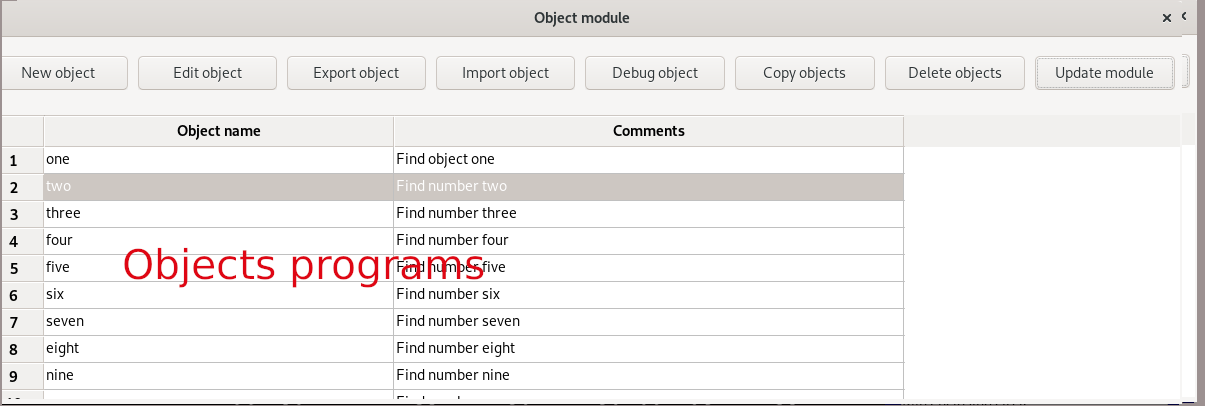 Object module
New object Edit object Export object Import object Debug object Copy objects Delete objects Update module
Object name Comments
1 one Find object one
2 two Find number two
3 three Find number three
4 four Find number four
Objects programs
5 five Find number five
6 six Find number six
7 seven Find number seven
8 eight Find number eight
9 nine Find number nine